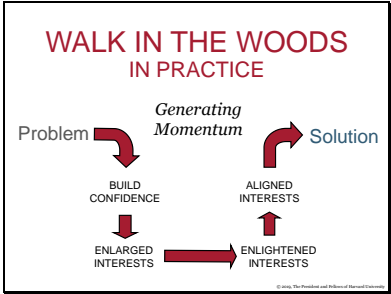 WALK IN THE WOODS
IN PRACTICE
Generating
Momentum
Problem
Solution
BUILD
CONFIDENCE
ALIGNED
INTERESTS
ENLARGED
INTERESTS
ENLIGHTENED
INTERESTS
© 2025, The President and Fellows of Harvard University